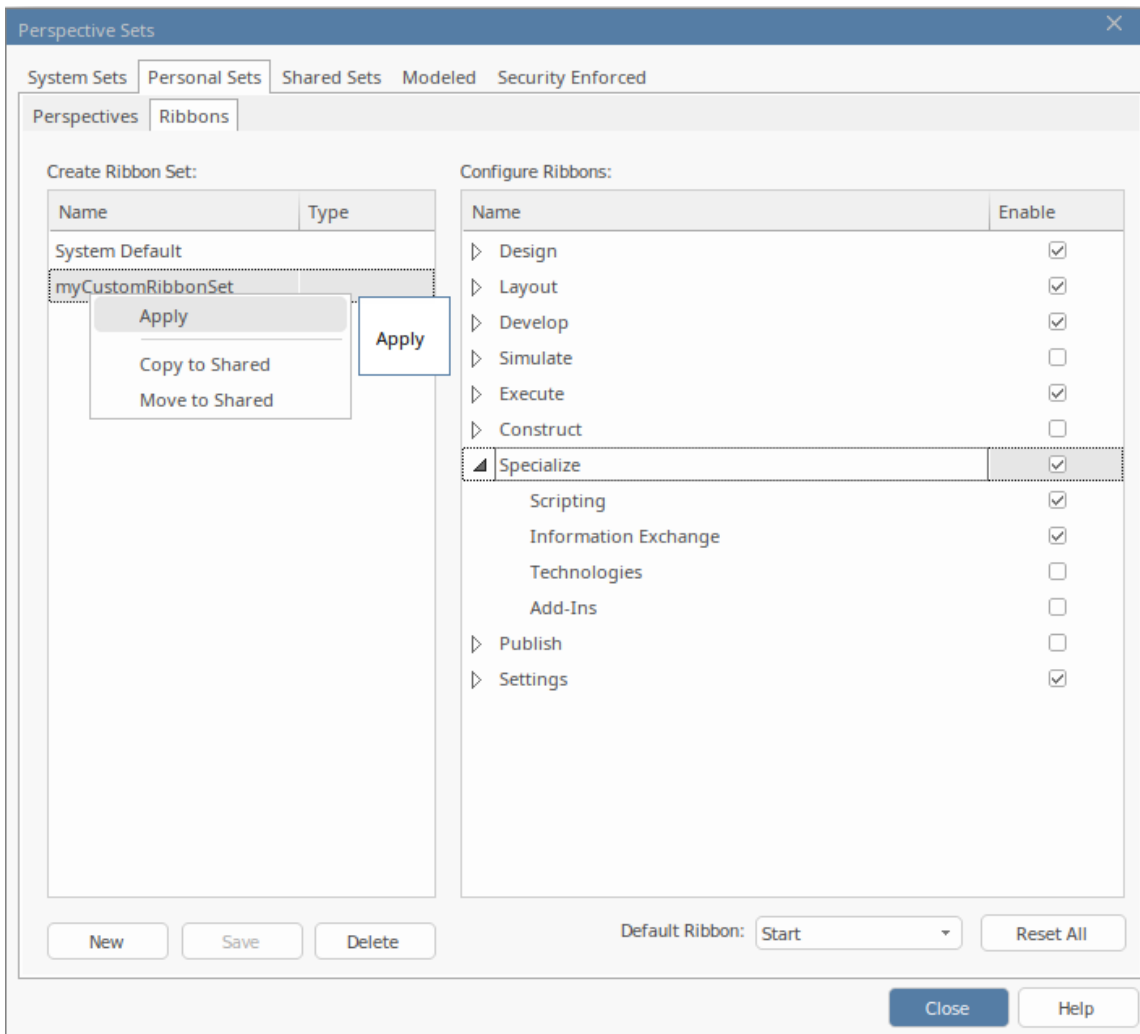 Perspective Sets
System Sets Personal Sets Shared Sets Modeled Security Enforced
Perspectives Ribbons
Create Ribbon Set:
Name Type
System Default
myCustomRibbonSet
Apply
Copy to Shared
Move to Shared
Apply
New Save Delete
Configure Ribbons:
Name Enable
Design
Layout
Develop
Simulate
Execute
Construct
Specialize
Scripting
Information Exchange
Technologies
Add-Ins
Publish
Settings
Default Ribbon: Start Reset All
Close Help